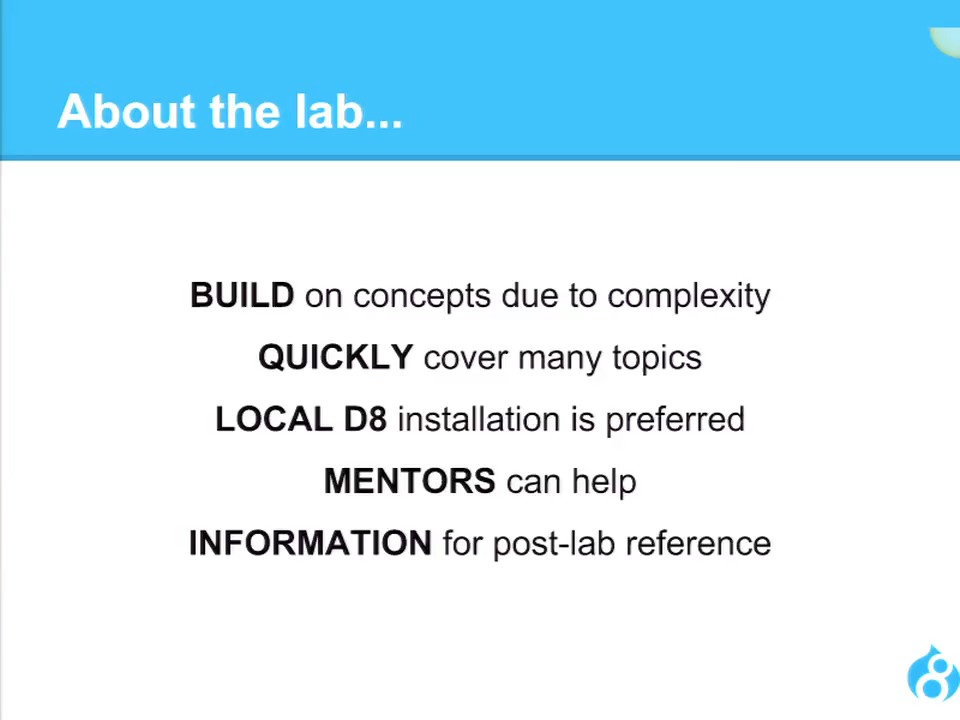 About the lab...
BUILD on concepts due to complexity
QUICKLY cover many topics
LOCAL D8 installation is preferred
MENTORS can help
INFORMATION for post-lab reference
8